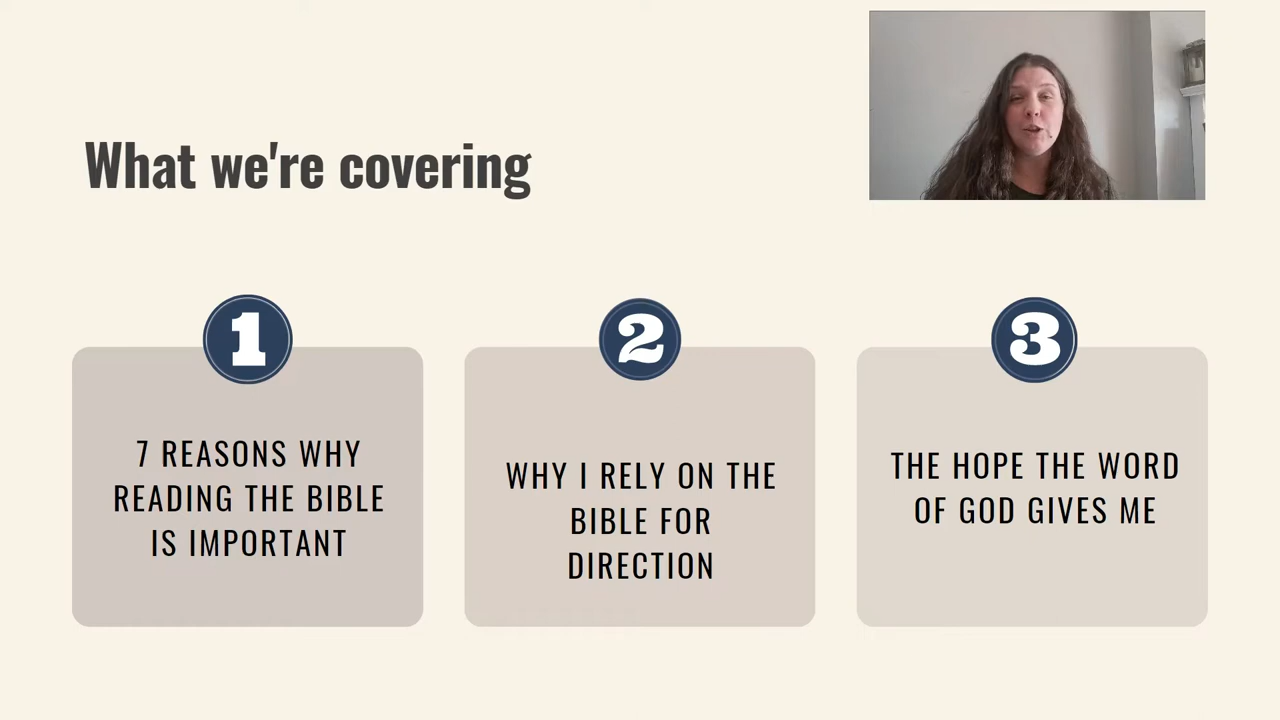 What we're covering
1
7 REASONS WHY
READING THE BIBLE
IS IMPORTANT
2
WHY I RELY ON THE
BIBLE FOR
DIRECTION
3
THE HOPE THE WORD
OF GOD GIVES ME